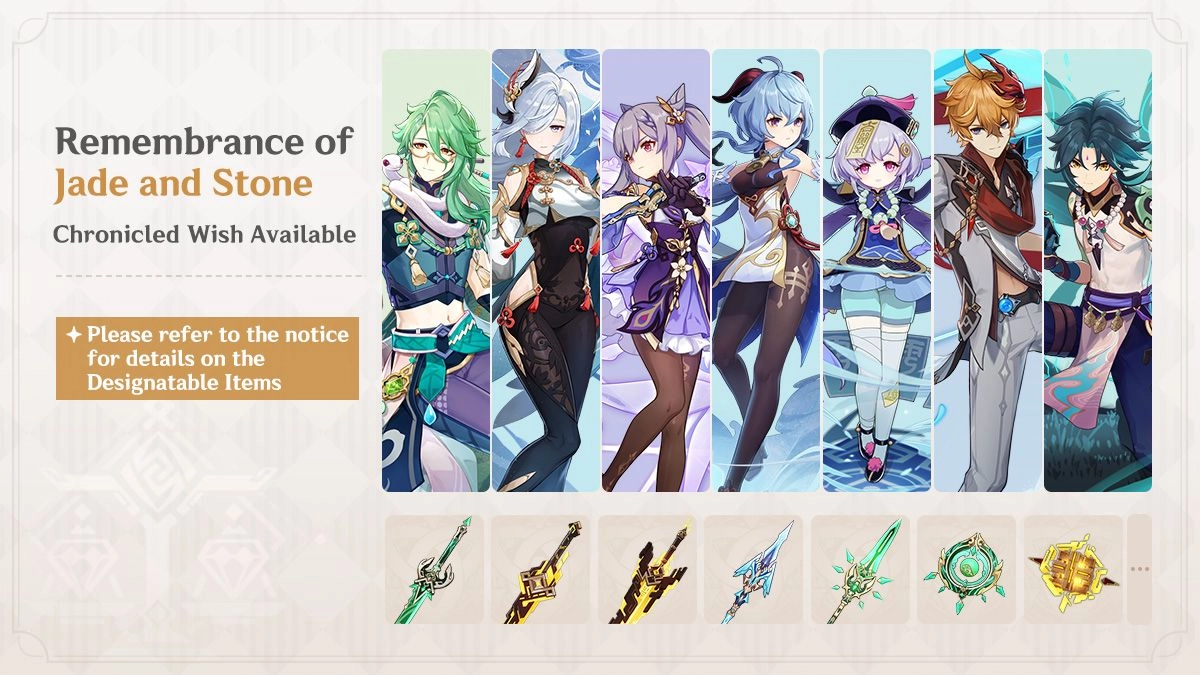 Remembrance of
Jade and Stone
Chronicled Wish Available
Please refer to the notice
for details on the
Designatable Items